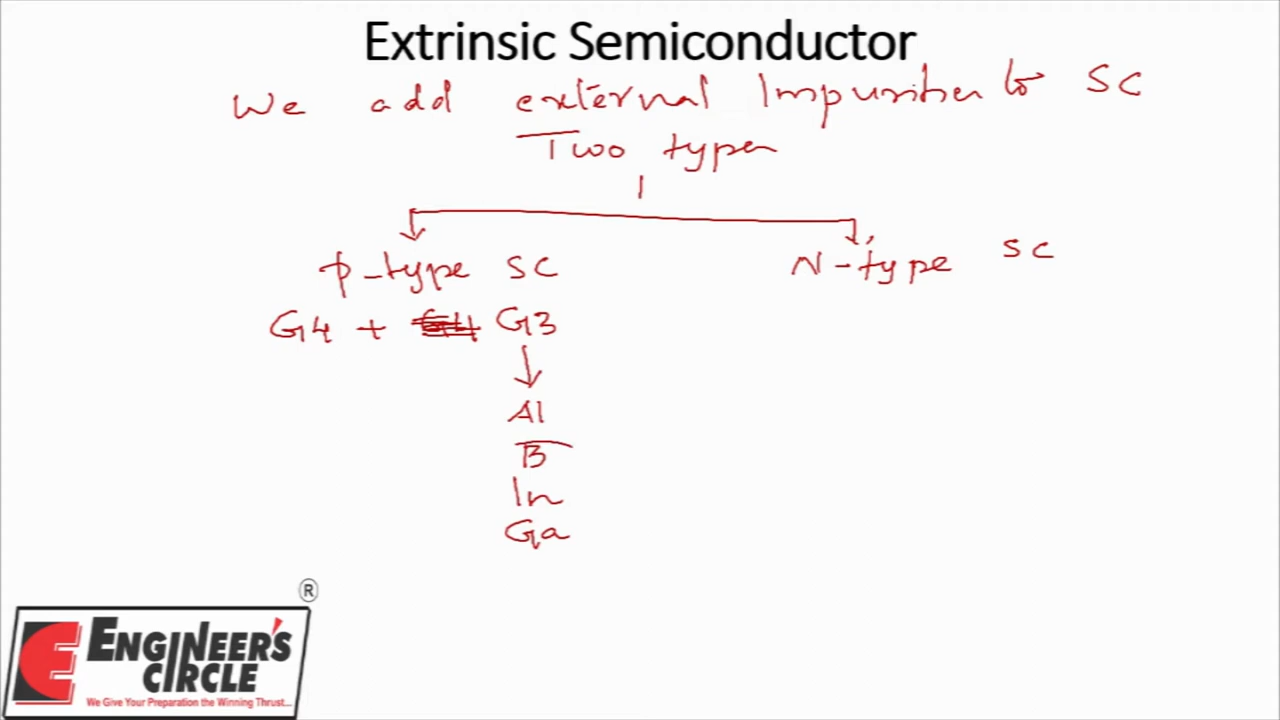 Extrinsic Semiconductor
We add external Impurities to SC
Two types
p-type SC
N-type SC
G4 + G3
Al
B
In
Ga
®
ENGINEER'S
CIRCLE
We Give Your Preparation the Winning Thrust...